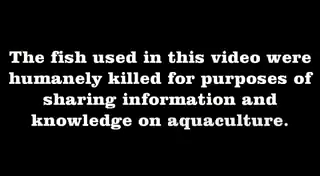 The fish used in this video were
humanely killed for purposes of
sharing information and
knowledge on aquaculture.